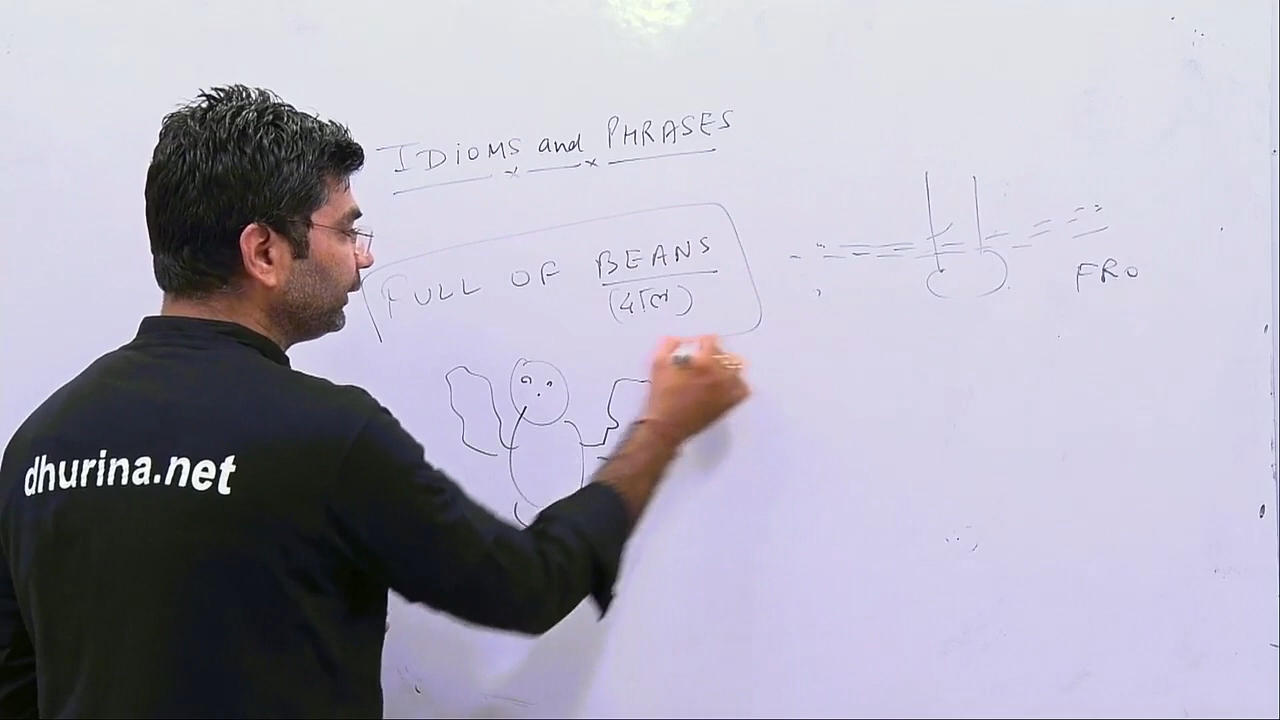 IDIOMS and PHRASES
FULL OF BEANS
(दाल)
FRO
dhurina.net